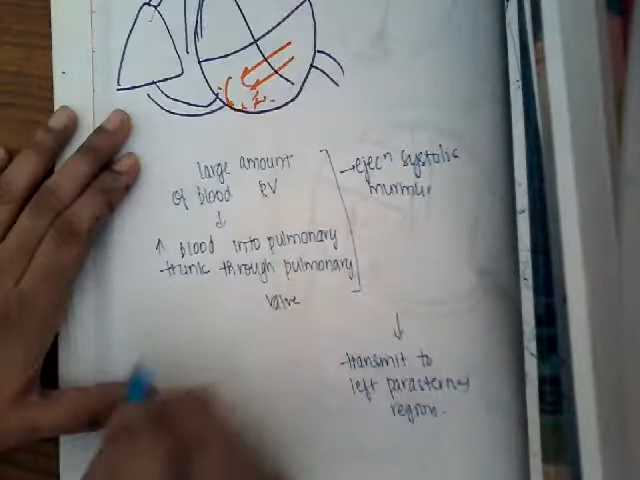 large amount
of blood RV
↓
↑ blood into pulmonary
trunk through pulmonary
valve
→ ejecⁿ systolic
murmur
↓
transmit to
left parasternal
region.